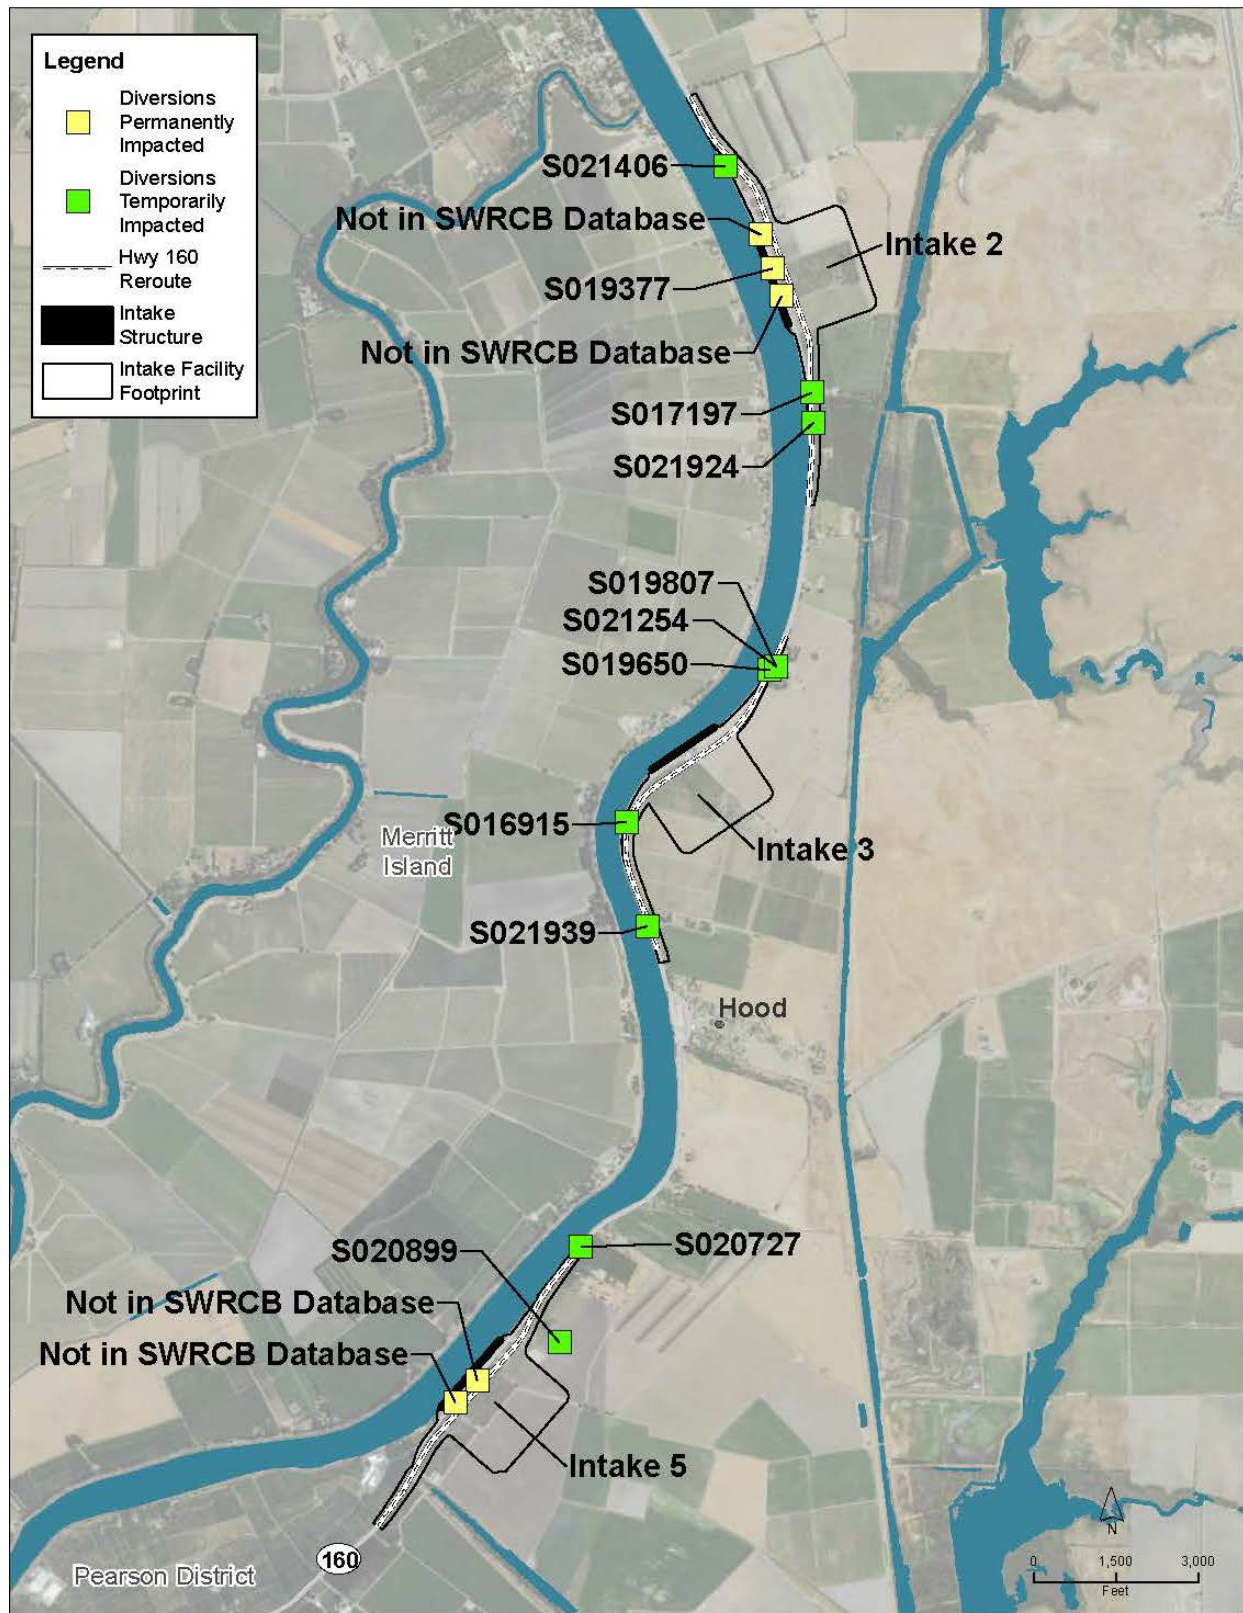 Legend
Diversions
Permanently
Impacted
Diversions
Temporarily
Impacted
Hwy 160
Reroute
Intake
Structure
Intake Facility
Footprint
S021406
Not in SWRCB Database
Intake 2
S019377
Not in SWRCB Database
S017197
S021924
S019807
S021254
S019650
S016915
Merritt
Island
Intake 3
S021939
Hood
S020899
S020727
Not in SWRCB Database
Not in SWRCB Database
Intake 5
160
Pearson District
N
0 1,500 3,000
Feet